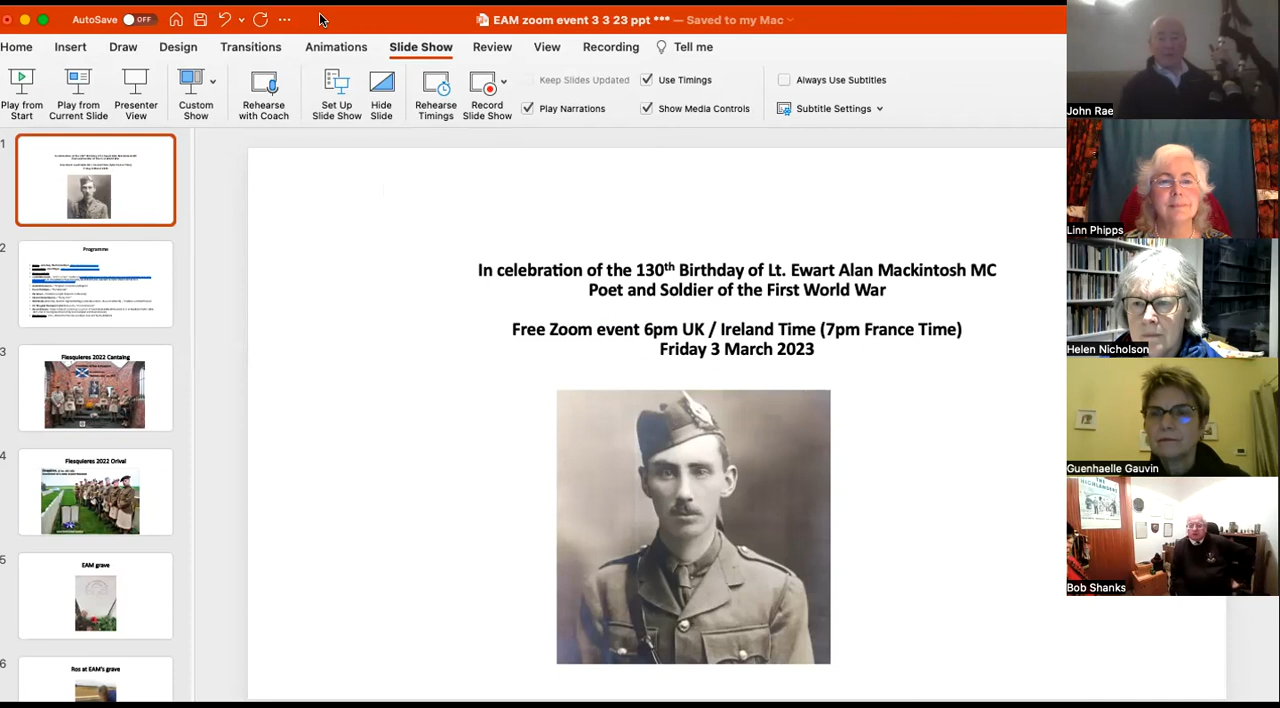 AutoSave OFF
EAM zoom event 3 3 23 ppt *** — Saved to my Mac
Home Insert Draw Design Transitions Animations Slide Show Review View Recording Tell me
Play from Start
Play from Current Slide
Presenter View
Custom Show
Rehearse with Coach
Set Up Slide Show
Hide Slide
Rehearse Timings
Record Slide Show
Keep Slides Updated
Use Timings
Play Narrations
Show Media Controls
Always Use Subtitles
Subtitle Settings
1
2
Programme
3
Flesquieres 2022 Cantaing
4
Flesquieres 2022 Orival
5
EAM grave
6
Ros at EAM's grave
In celebration of the 130th Birthday of Lt. Ewart Alan Mackintosh MC
Poet and Soldier of the First World War
Free Zoom event 6pm UK / Ireland Time (7pm France Time)
Friday 3 March 2023
John Rae
Linn Phipps
Helen Nicholson
Guenhaelle Gauvin
THE HIGHLANDERS
Bob Shanks